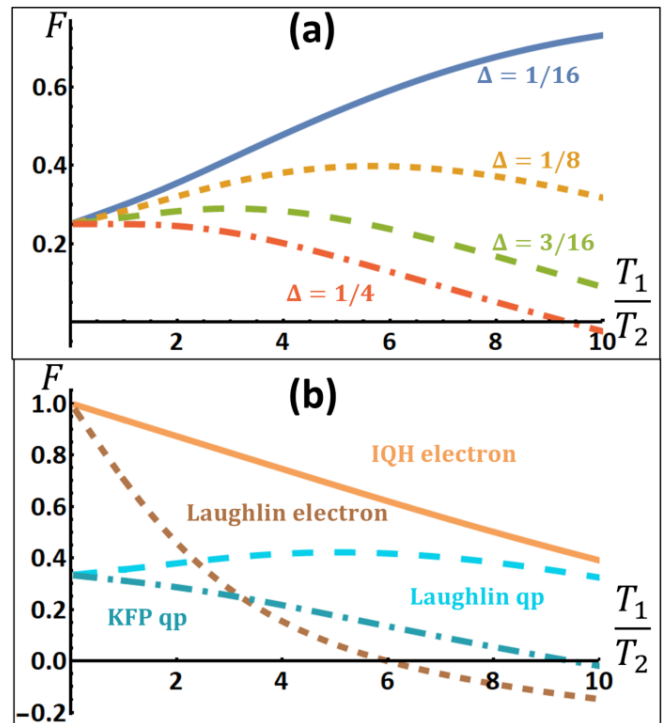 F
(a)
0.6
Δ = 1/16
0.4
Δ = 1/8
0.2
Δ = 3/16
Δ = 1/4
T₁
T₂
2 4 6 8 10
F
(b)
1.0
IQH electron
0.8
0.6
Laughlin electron
0.4
Laughlin qp
0.2
KFP qp
T₁
T₂
0.0
2 4 6 8 10
−0.2